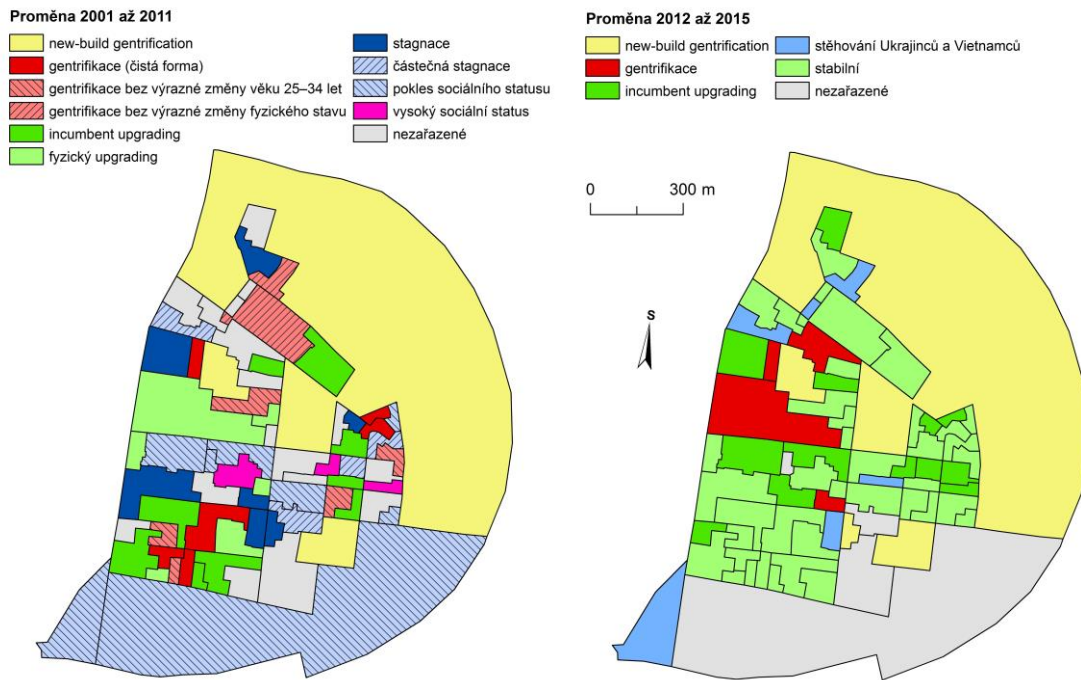 Proměna 2001 až 2011
new-build gentrification
gentrifikace (čistá forma)
gentrifikace bez výrazné změny věku 25–34 let
gentrifikace bez výrazné změny fyzického stavu
incumbent upgrading
fyzický upgrading
stagnace
částečná stagnace
pokles sociálního statusu
vysoký sociální status
nezařazené
Proměna 2012 až 2015
new-build gentrification
gentrifikace
incumbent upgrading
stěhování Ukrajinců a Vietnamců
stabilní
nezařazené
0 300 m
S